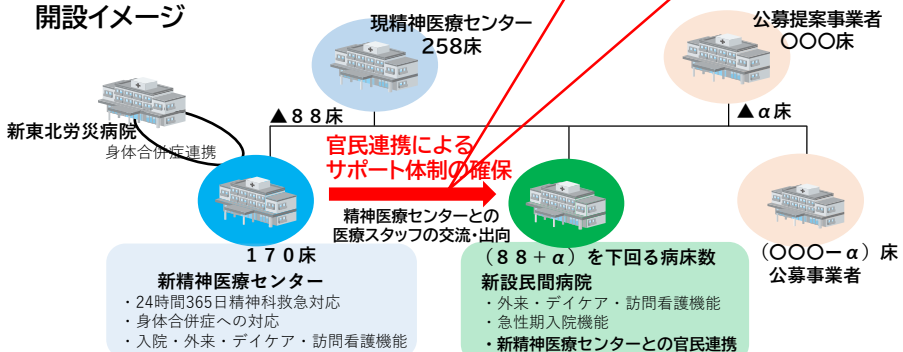 開設イメージ
現精神医療センター
258床
公募提案事業者
〇〇〇床
新東北労災病院
身体合併症連携
▲88床
▲α床
官民連携による
サポート体制の確保
精神医療センターとの
医療スタッフの交流・出向
170床
新精神医療センター
・24時間365日精神科救急対応
・身体合併症への対応
・入院・外来・デイケア・訪問看護機能
(88+α)を下回る病床数
新設民間病院
・外来・デイケア・訪問看護機能
・急性期入院機能
・新精神医療センターとの官民連携
(〇〇〇ーα)床
公募事業者